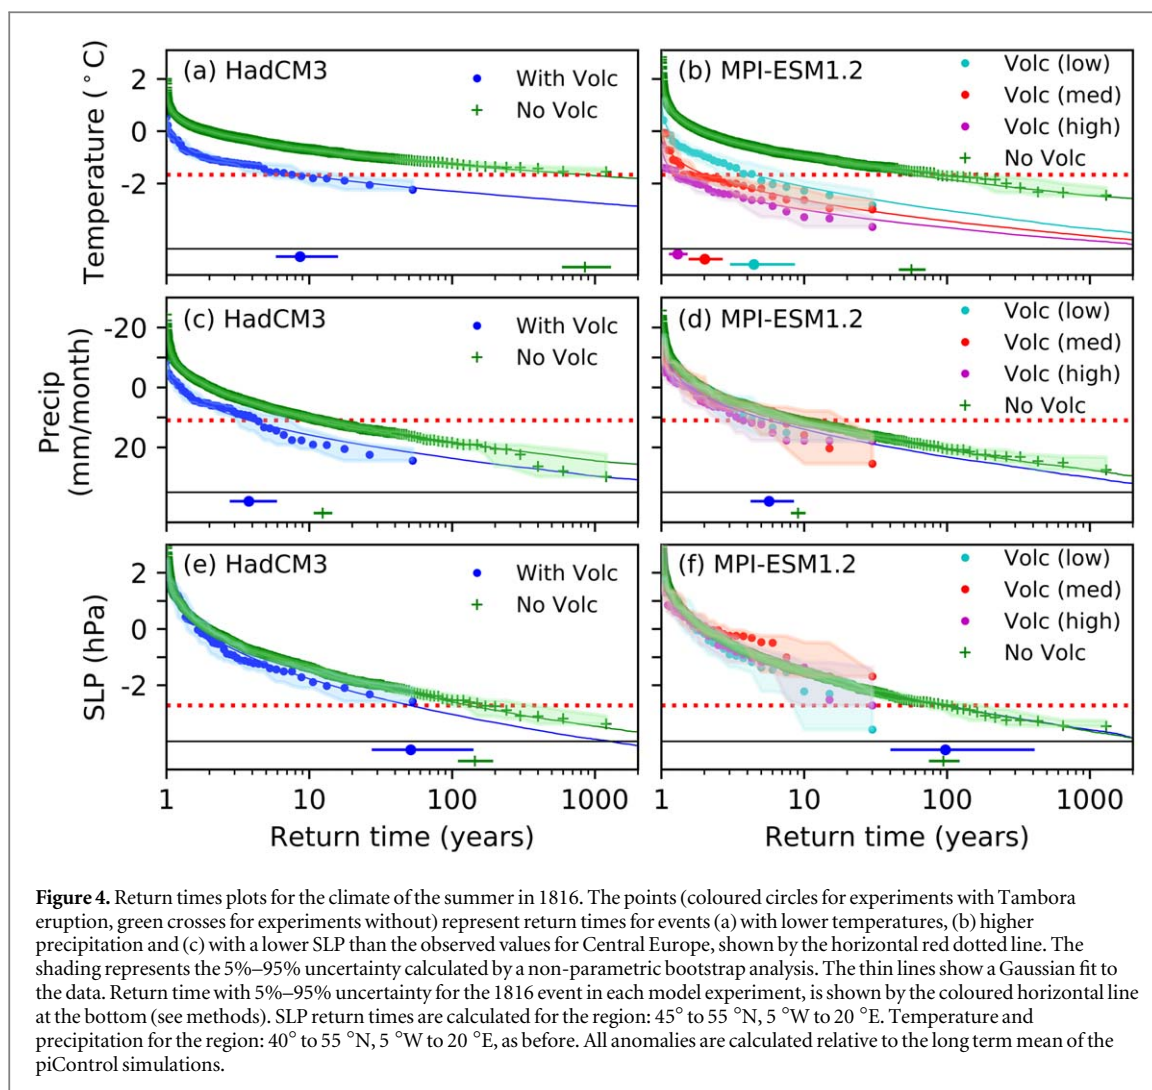 (a) HadCM3
With Volc
No Volc
Temperature (°C)
2
0
-2
(b) MPI-ESM1.2
Volc (low)
Volc (med)
Volc (high)
No Volc
(c) HadCM3
With Volc
No Volc
Precip
(mm/month)
-20
0
20
(d) MPI-ESM1.2
Volc (low)
Volc (med)
Volc (high)
No Volc
(e) HadCM3
With Volc
No Volc
SLP (hPa)
2
0
-2
(f) MPI-ESM1.2
Volc (low)
Volc (med)
Volc (high)
No Volc
1 10 100 1000
Return time (years)
1 10 100 1000
Return time (years)
Figure 4. Return times plots for the climate of the summer in 1816. The points (coloured circles for experiments with Tambora
eruption, green crosses for experiments without) represent return times for events (a) with lower temperatures, (b) higher
precipitation and (c) with a lower SLP than the observed values for Central Europe, shown by the horizontal red dotted line. The
shading represents the 5%–95% uncertainty calculated by a non-parametric bootstrap analysis. The thin lines show a Gaussian fit to
the data. Return time with 5%–95% uncertainty for the 1816 event in each model experiment, is shown by the coloured horizontal line
at the bottom (see methods). SLP return times are calculated for the region: 45° to 55 °N, 5 °W to 20 °E. Temperature and
precipitation for the region: 40° to 55 °N, 5 °W to 20 °E, as before. All anomalies are calculated relative to the long term mean of the
piControl simulations.